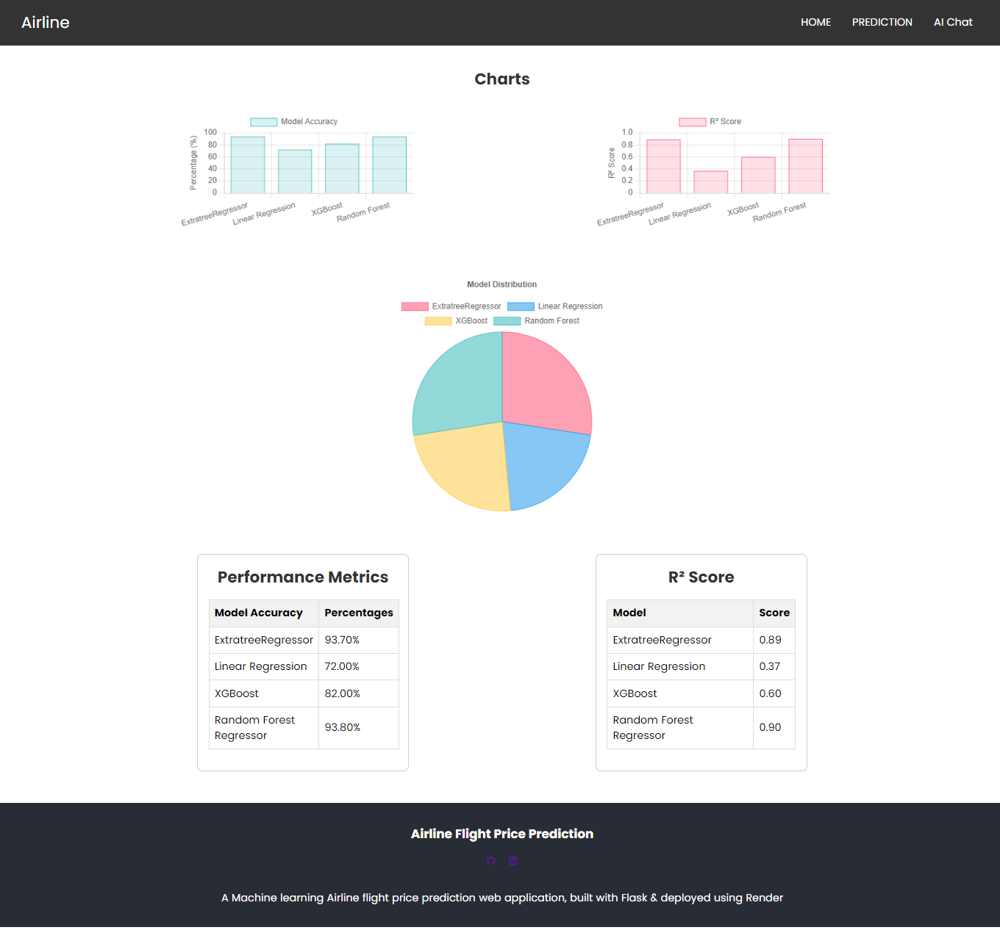 Airline
HOME PREDICTION AI Chat
Charts
Model Accuracy
Percentage (%)
100
80
60
40
20
0
ExtratreeRegressor
Linear Regression
XGBoost
Random Forest
R² Score
R² Score
1.0
0.8
0.6
0.4
0.2
0
ExtratreeRegressor
Linear Regression
XGBoost
Random Forest
Model Distribution
ExtratreeRegressor Linear Regression
XGBoost Random Forest
Performance Metrics
Model Accuracy Percentages
ExtratreeRegressor 93.70%
Linear Regression 72.00%
XGBoost 82.00%
Random Forest
Regressor 93.80%
R² Score
Model Score
ExtratreeRegressor 0.89
Linear Regression 0.37
XGBoost 0.60
Random Forest
Regressor 0.90
Airline Flight Price Prediction
A Machine learning Airline flight price prediction web application, built with Flask & deployed using Render